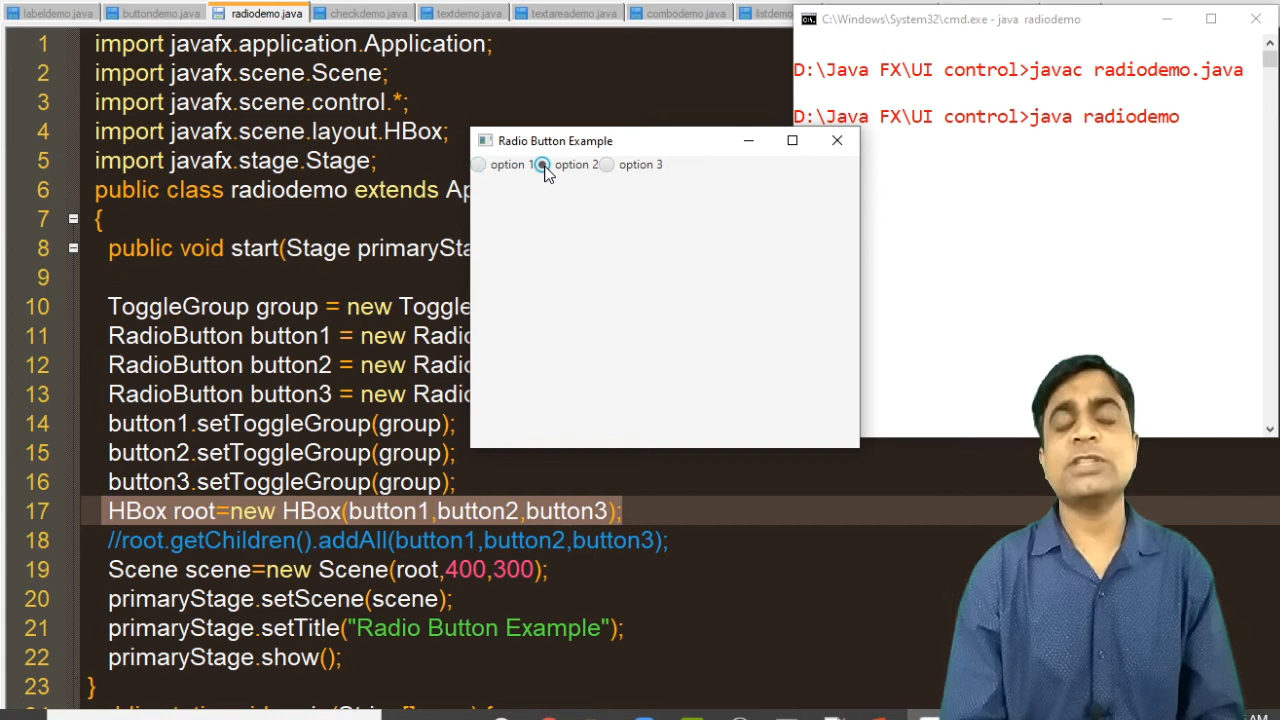 labeldemo.java buttondemo.java radiodemo.java checkdemo.java textdemo.java textareademo.java combodemo.java
C:\Windows\System32\cmd.exe - java radiodemo
D:\Java FX\UI control>javac radiodemo.java
D:\Java FX\UI control>java radiodemo
Radio Button Example
option 1 option 2 option 3
1 import javafx.application.Application;
2 import javafx.scene.Scene;
3 import javafx.scene.control.*;
4 import javafx.scene.layout.HBox;
5 import javafx.stage.Stage;
6 public class radiodemo extends Ap
7 {
8 public void start(Stage primarySta
9
10 ToggleGroup group = new Toggle
11 RadioButton button1 = new Radio
12 RadioButton button2 = new Radio
13 RadioButton button3 = new Radio
14 button1.setToggleGroup(group);
15 button2.setToggleGroup(group);
16 button3.setToggleGroup(group);
17 HBox root=new HBox(button1,button2,button3);
18 //root.getChildren().addAll(button1,button2,button3);
19 Scene scene=new Scene(root,400,300);
20 primaryStage.setScene(scene);
21 primaryStage.setTitle("Radio Button Example");
22 primaryStage.show();
23 }